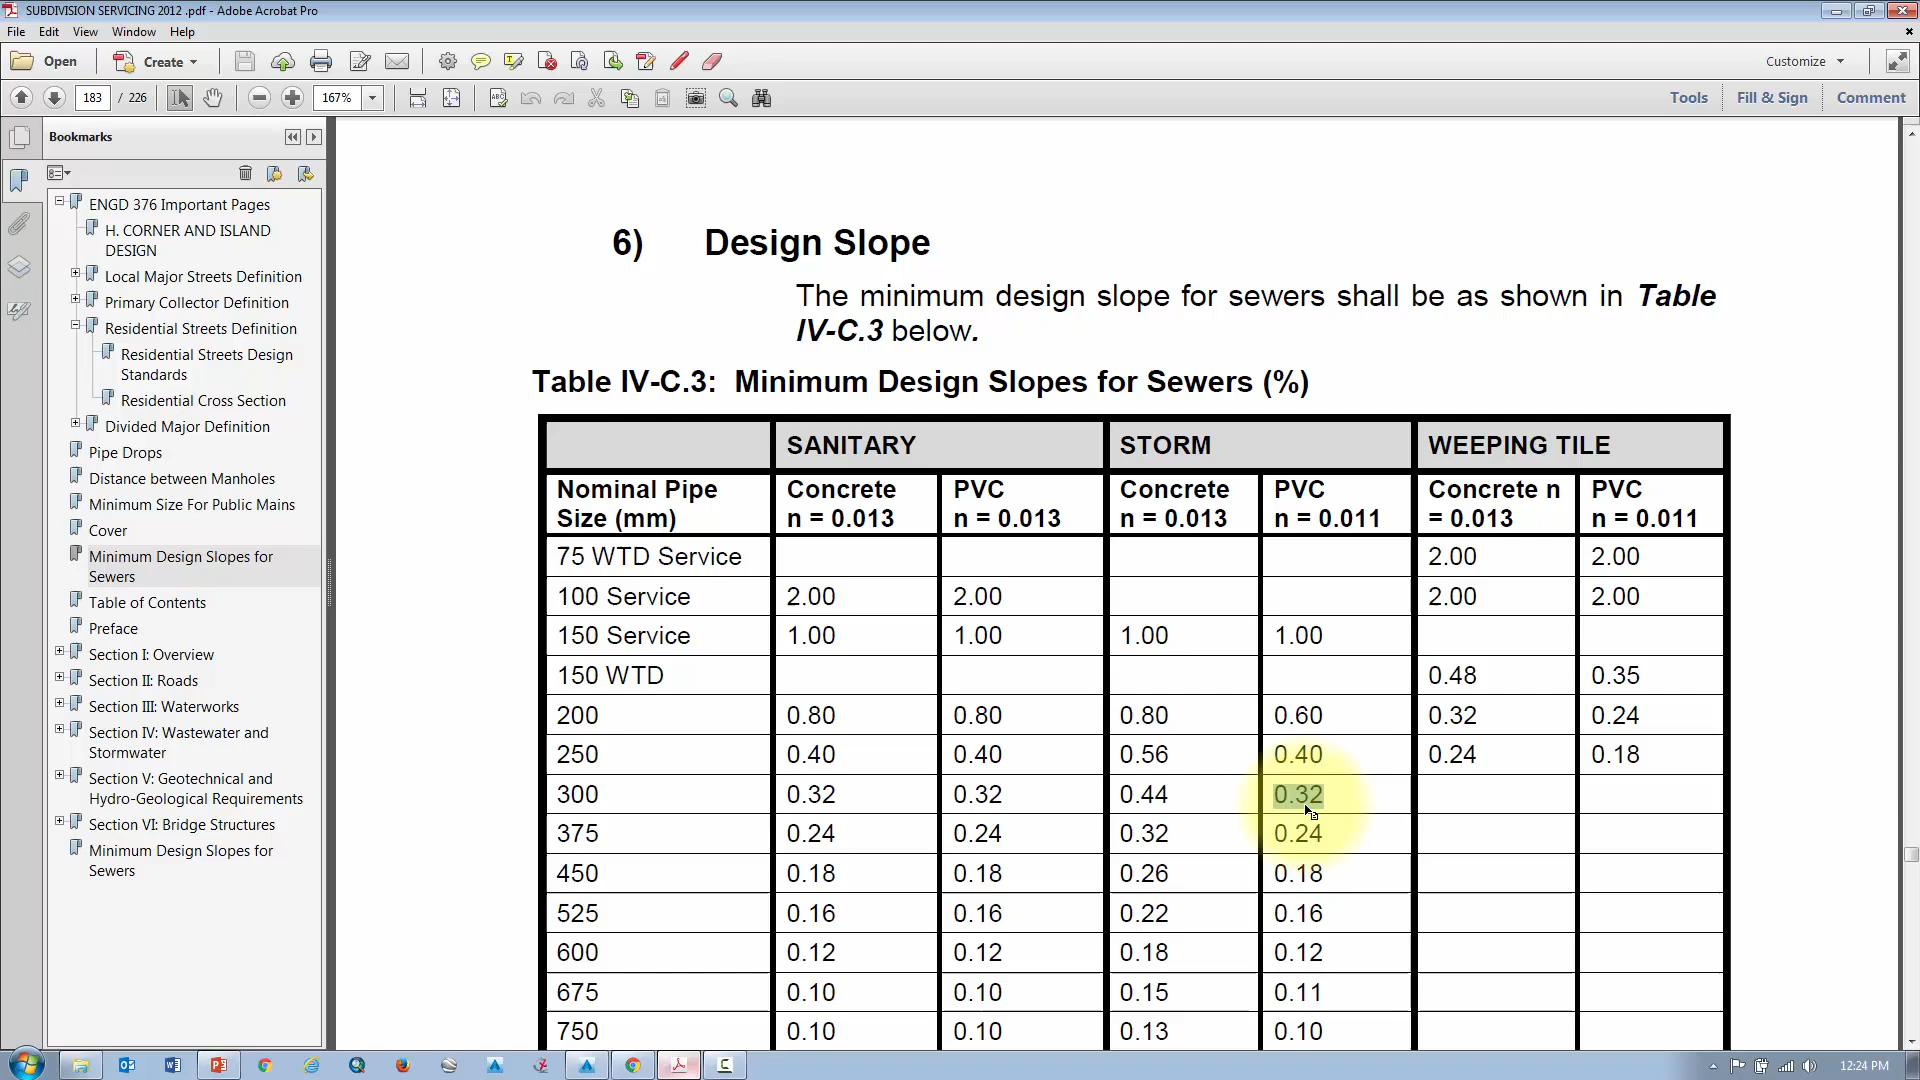 SUBDIVISION SERVICING 2012 .pdf - Adobe Acrobat Pro
File Edit View Window Help
Open Create Customize
183 / 226 167% Tools Fill & Sign Comment
Bookmarks
ENGD 376 Important Pages
H. CORNER AND ISLAND
DESIGN
Local Major Streets Definition
Primary Collector Definition
Residential Streets Definition
Residential Streets Design
Standards
Residential Cross Section
Divided Major Definition
Pipe Drops
Distance between Manholes
Minimum Size For Public Mains
Cover
Minimum Design Slopes for
Sewers
Table of Contents
Preface
Section I: Overview
Section II: Roads
Section III: Waterworks
Section IV: Wastewater and
Stormwater
Section V: Geotechnical and
Hydro-Geological Requirements
Section VI: Bridge Structures
Minimum Design Slopes for
Sewers
6) Design Slope
The minimum design slope for sewers shall be as shown in Table
IV-C.3 below.
Table IV-C.3: Minimum Design Slopes for Sewers (%)
SANITARY STORM WEEPING TILE
Nominal Pipe Concrete PVC Concrete PVC Concrete n PVC
Size (mm) n = 0.013 n = 0.013 n = 0.013 n = 0.011 = 0.013 n = 0.011
75 WTD Service 2.00 2.00
100 Service 2.00 2.00 2.00 2.00
150 Service 1.00 1.00 1.00 1.00
150 WTD 0.48 0.35
200 0.80 0.80 0.80 0.60 0.32 0.24
250 0.40 0.40 0.56 0.40 0.24 0.18
300 0.32 0.32 0.44 0.32
375 0.24 0.24 0.32 0.24
450 0.18 0.18 0.26 0.18
525 0.16 0.16 0.22 0.16
600 0.12 0.12 0.18 0.12
675 0.10 0.10 0.15 0.11
750 0.10 0.10 0.13 0.10
12:24 PM